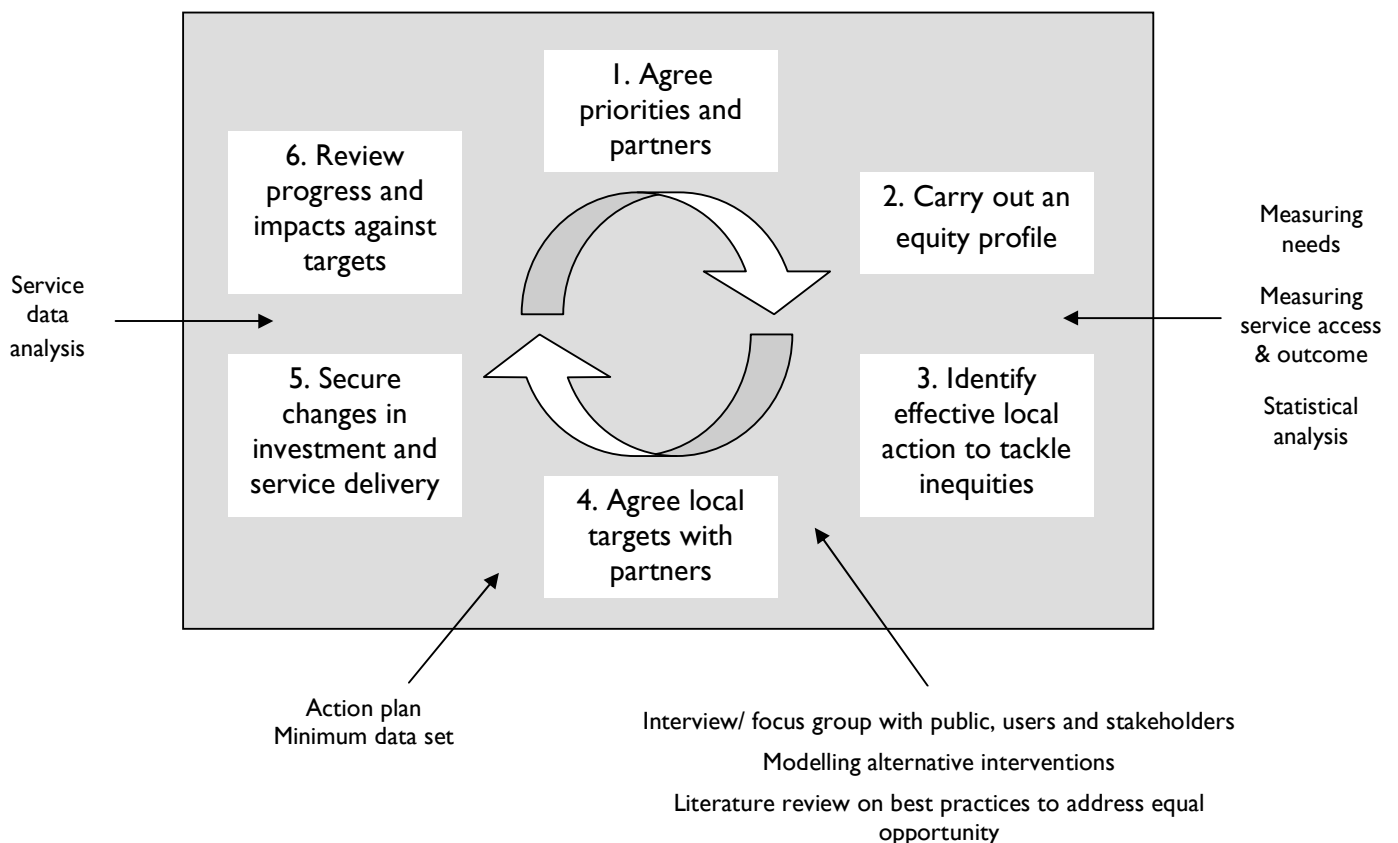 1. Agree
priorities and
partners
2. Carry out an
equity profile
3. Identify
effective local
action to tackle
inequities
4. Agree local
targets with
partners
5. Secure
changes in
investment and
service delivery
6. Review
progress and
impacts against
targets
Service
data
analysis
Measuring
needs
Measuring
service access
& outcome
Statistical
analysis
Action plan
Minimum data set
Interview/ focus group with public, users and stakeholders
Modelling alternative interventions
Literature review on best practices to address equal
opportunity